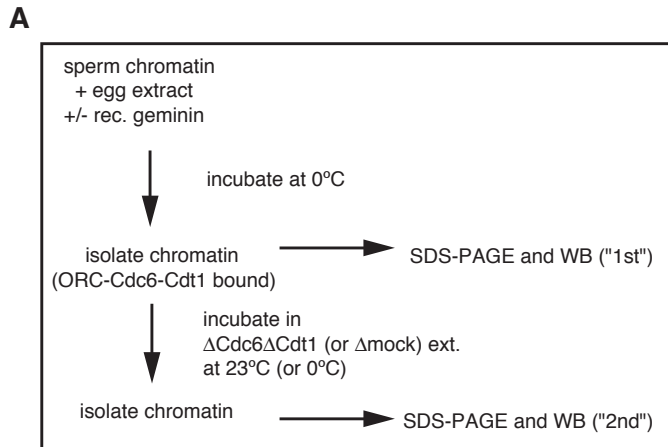 A
sperm chromatin
+ egg extract
+/- rec. geminin
incubate at 0ºC
isolate chromatin
(ORC-Cdc6-Cdt1 bound)
SDS-PAGE and WB ("1st")
incubate in
ΔCdc6ΔCdt1 (or Δmock) ext.
at 23ºC (or 0ºC)
isolate chromatin
SDS-PAGE and WB ("2nd")